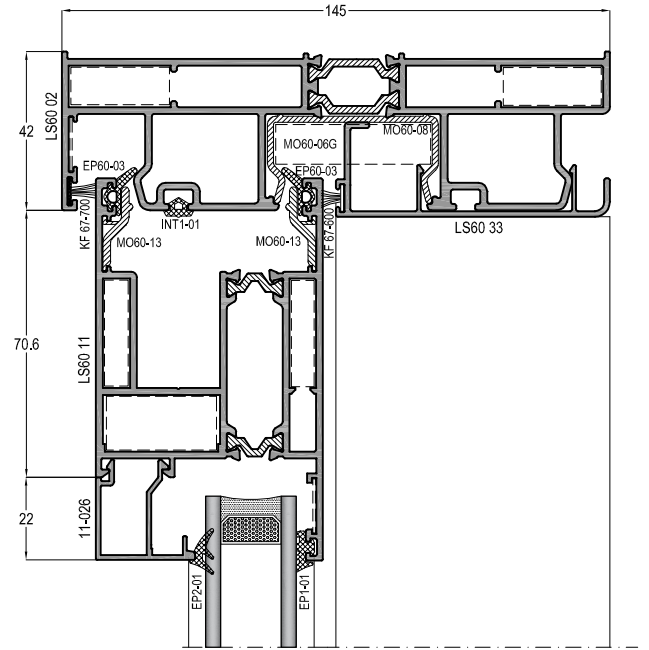 145
42
LS60 02
MO60-06G
MO60-08
EP60-03
EP60-03
KF 67-700
INT1-01
KF 67-600
LS60 33
MO60-13
MO60-13
70.6
LS60 11
22
11-026
EP2-01
EP1-01